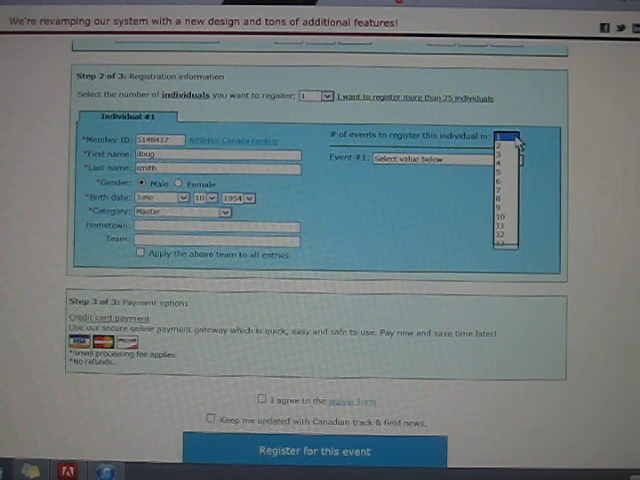 We're revamping our system with a new design and tons of additional features!
Step 2 of 3: Registration information
Select the number of individuals you want to register: 1 I want to register more than 25 individuals
Individual #1
*Member ID: 5148417 Athletics Canada Lookup
*First name: doug
*Last name: smith
*Gender: Male Female
*Birth date: June 10 1954
*Category: Master
Hometown:
Team:
Apply the above team to all entries
# of events to register this individual in: 1
Event #1: Select value below
2
3
4
5
6
7
8
9
10
11
12
Step 3 of 3: Payment options
Credit card payment
Use our secure online payment gateway which is quick, easy and safe to use. Pay now and save time later!
VISA
*Small processing fee applies
*No refunds.
I agree to the waiver form
Keep me updated with Canadian track & field news.
Register for this event